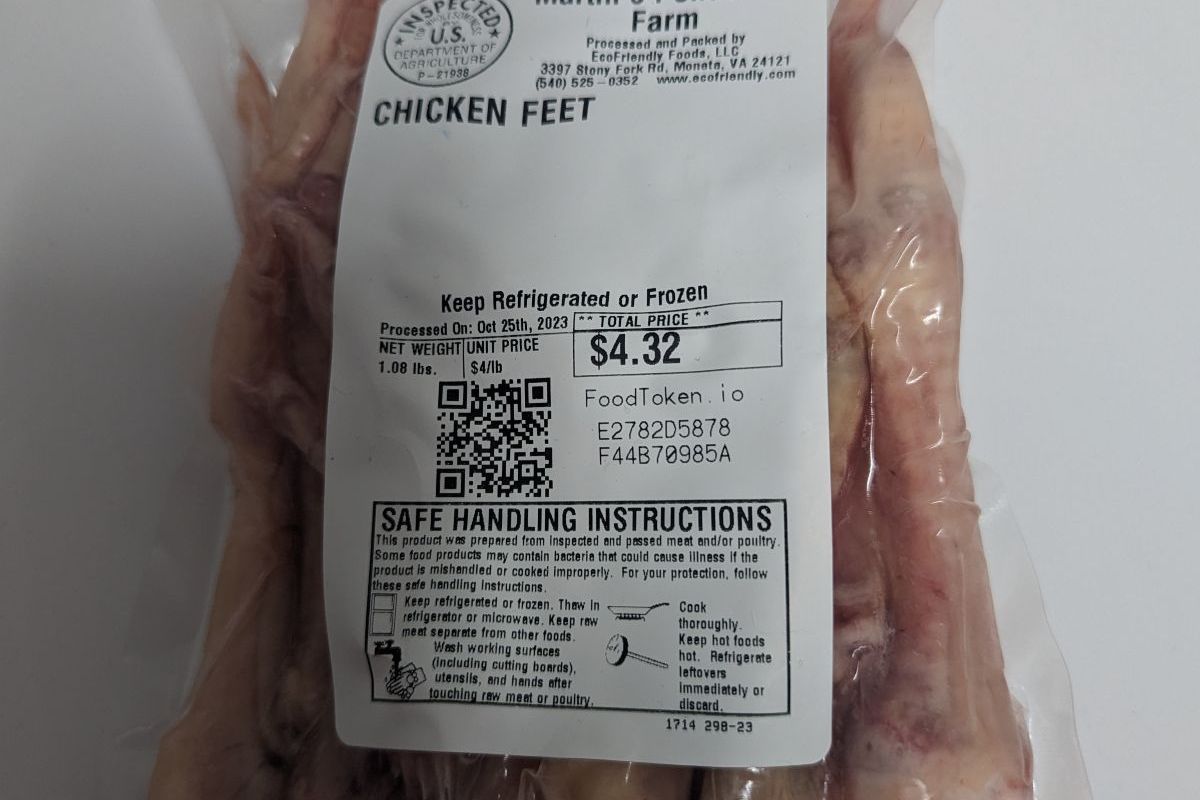 INSPECTED
FOR WHOLESOMENESS
BY
U.S.
DEPARTMENT OF
AGRICULTURE
P-21938
Farm
Processed and Packed by
EcoFriendly Foods, LLC
3397 Stony Fork Rd, Moneta, VA 24121
(540) 525-0352 www.ecofriendly.com
CHICKEN FEET
Keep Refrigerated or Frozen
Processed On: Oct 25th, 2023
** TOTAL PRICE **
NET WEIGHT UNIT PRICE
$4.32
1.08 lbs. $4/lb
FoodToken.io
E2782D5878
F44B70985A
SAFE HANDLING INSTRUCTIONS
This product was prepared from inspected and passed meat and/or poultry.
Some food products may contain bacteria that could cause illness if the
product is mishandled or cooked improperly. For your protection, follow
these safe handling instructions.
Keep refrigerated or frozen. Thaw in
refrigerator or microwave. Keep raw
meat separate from other foods.
Wash working surfaces
(including cutting boards),
utensils, and hands after
touching raw meat or poultry.
Cook
thoroughly.
Keep hot foods
hot. Refrigerate
leftovers
immediately or
discard.
1714 298-23